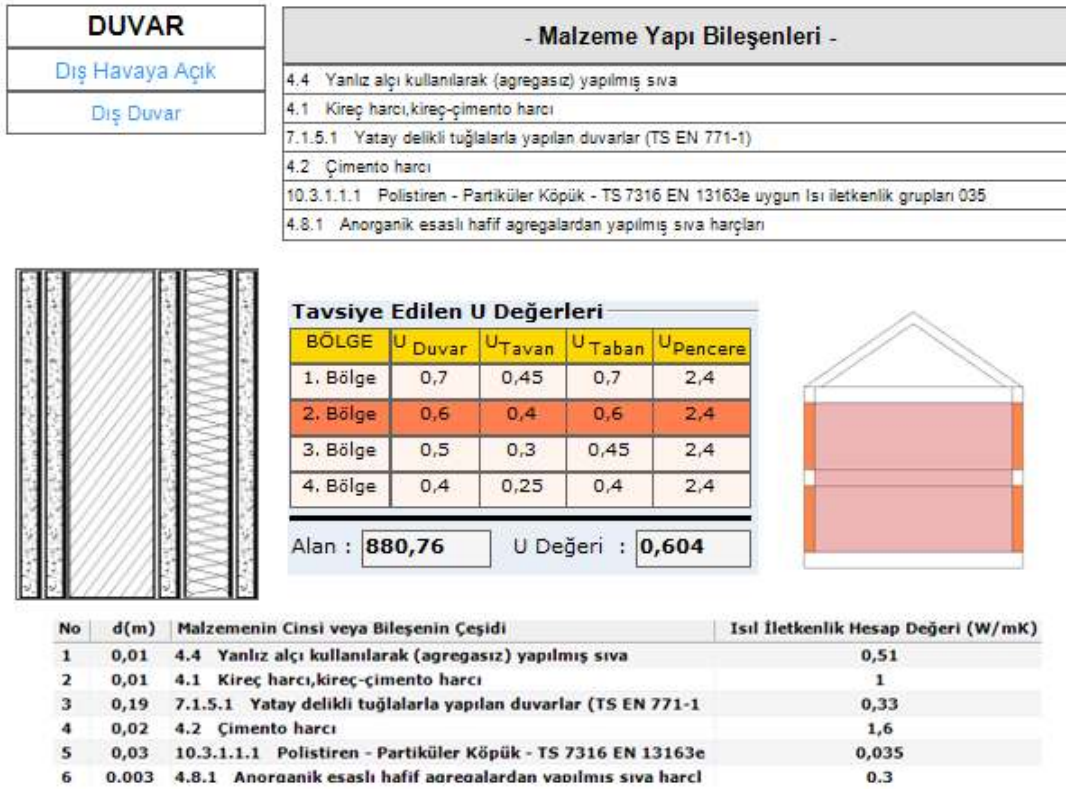 DUVAR
Dış Havaya Açık
Dış Duvar
- Malzeme Yapı Bileşenleri -
4.4 Yanlız alçı kullanılarak (agregasız) yapılmış sıva
4.1 Kireç harcı,kireç-çimento harcı
7.1.5.1 Yatay delikli tuğlalarla yapılan duvarlar (TS EN 771-1)
4.2 Çimento harcı
10.3.1.1.1 Polistiren - Partiküler Köpük - TS 7316 EN 13163e uygun Isı iletkenlik grupları 035
4.8.1 Anorganik esaslı hafif agregalardan yapılmış sıva harçları
Tavsiye Edilen U Değerleri
BÖLGE U Duvar U Tavan U Taban U Pencere
1. Bölge 0,7 0,45 0,7 2,4
2. Bölge 0,6 0,4 0,6 2,4
3. Bölge 0,5 0,3 0,45 2,4
4. Bölge 0,4 0,25 0,4 2,4
Alan : 880,76 U Değeri : 0,604
No d(m) Malzemenin Cinsi veya Bileşenin Çeşidi Isıl İletkenlik Hesap Değeri (W/mK)
1 0,01 4.4 Yanlız alçı kullanılarak (agregasız) yapılmış sıva 0,51
2 0,01 4.1 Kireç harcı,kireç-çimento harcı 1
3 0,19 7.1.5.1 Yatay delikli tuğlalarla yapılan duvarlar (TS EN 771-1 0,33
4 0,02 4.2 Çimento harcı 1,6
5 0,03 10.3.1.1.1 Polistiren - Partiküler Köpük - TS 7316 EN 13163e 0,035
6 0.003 4.8.1 Anorganik esaslı hafif agregalardan yapılmış sıva harcl 0.3